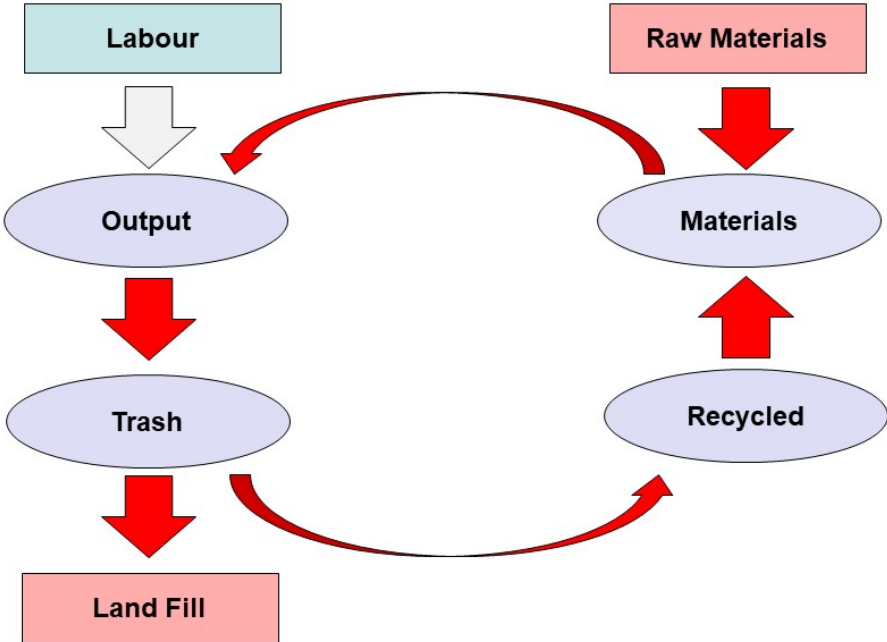 Labour
Raw Materials
Output
Materials
Trash
Recycled
Land Fill